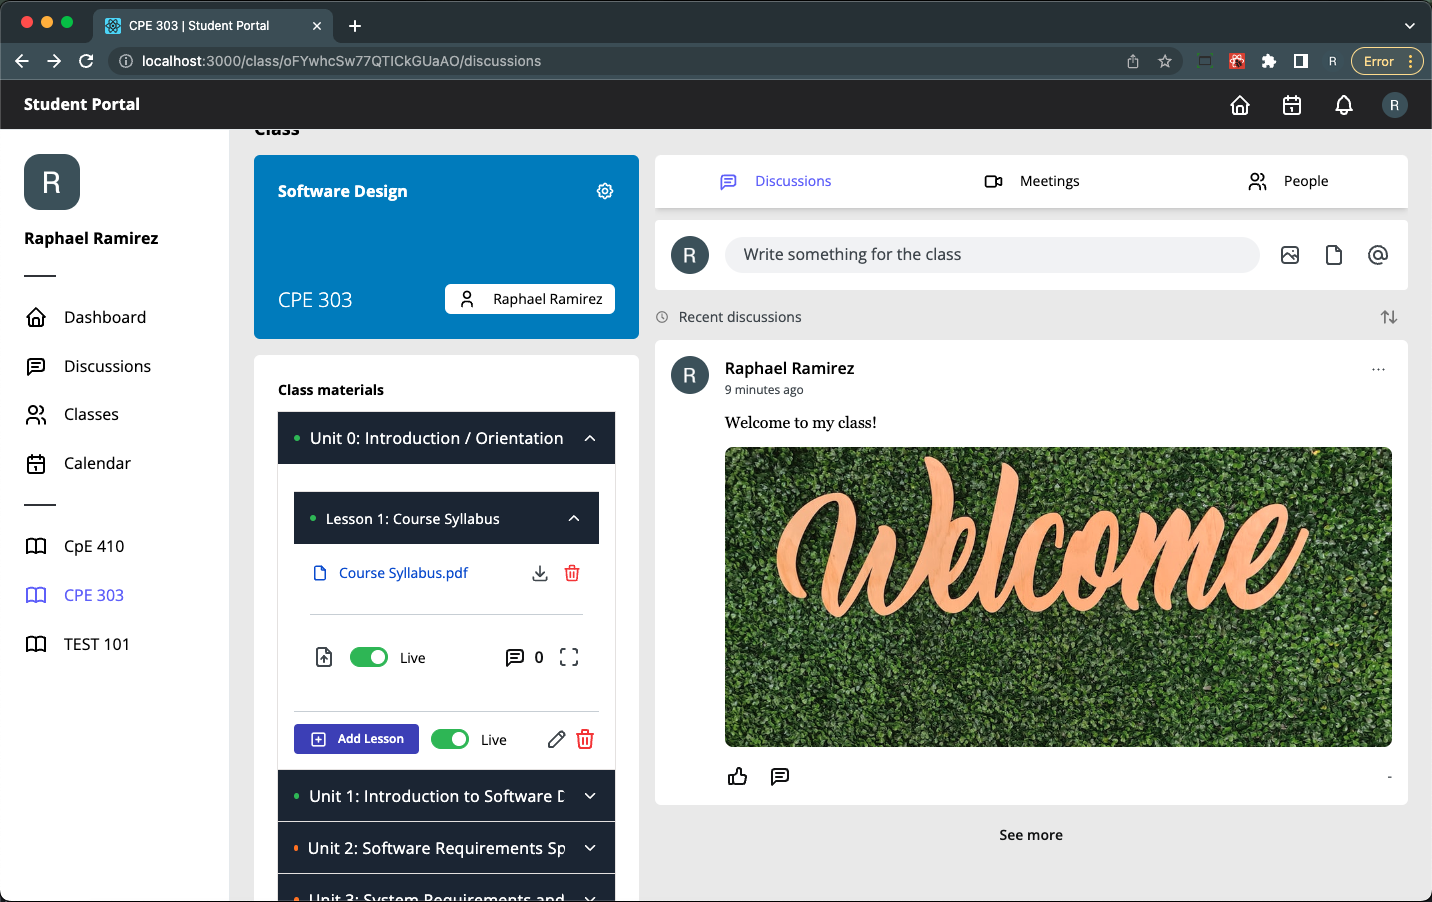 CPE 303 | Student Portal
localhost:3000/class/oFYwhcSw77QTICkGUaAO/discussions
R
Error
Student Portal
R
R
Raphael Ramirez
Dashboard
Discussions
Classes
Calendar
CpE 410
CPE 303
TEST 101
Class
Software Design
CPE 303
Raphael Ramirez
Class materials
Unit 0: Introduction / Orientation
Lesson 1: Course Syllabus
Course Syllabus.pdf
Live
0
Add Lesson
Live
Unit 1: Introduction to Software D
Unit 2: Software Requirements Sp
Unit 3: System Requirements and
Discussions
Meetings
People
R
Write something for the class
Recent discussions
R
Raphael Ramirez
9 minutes ago
Welcome to my class!
Welcome
-
See more